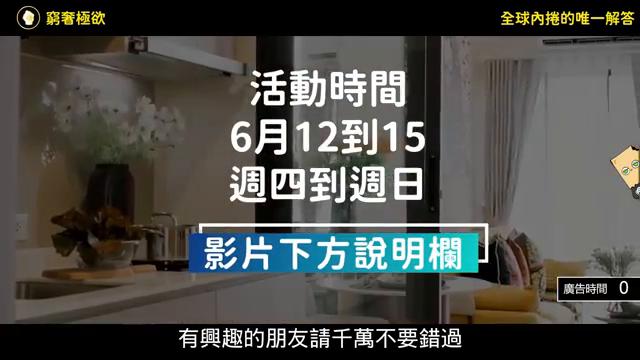 窮奢極欲
全球內捲的唯一解答
活動時間
6月12到15
週四到週日
影片下方說明欄
廣告時間 0
有興趣的朋友請千萬不要錯過